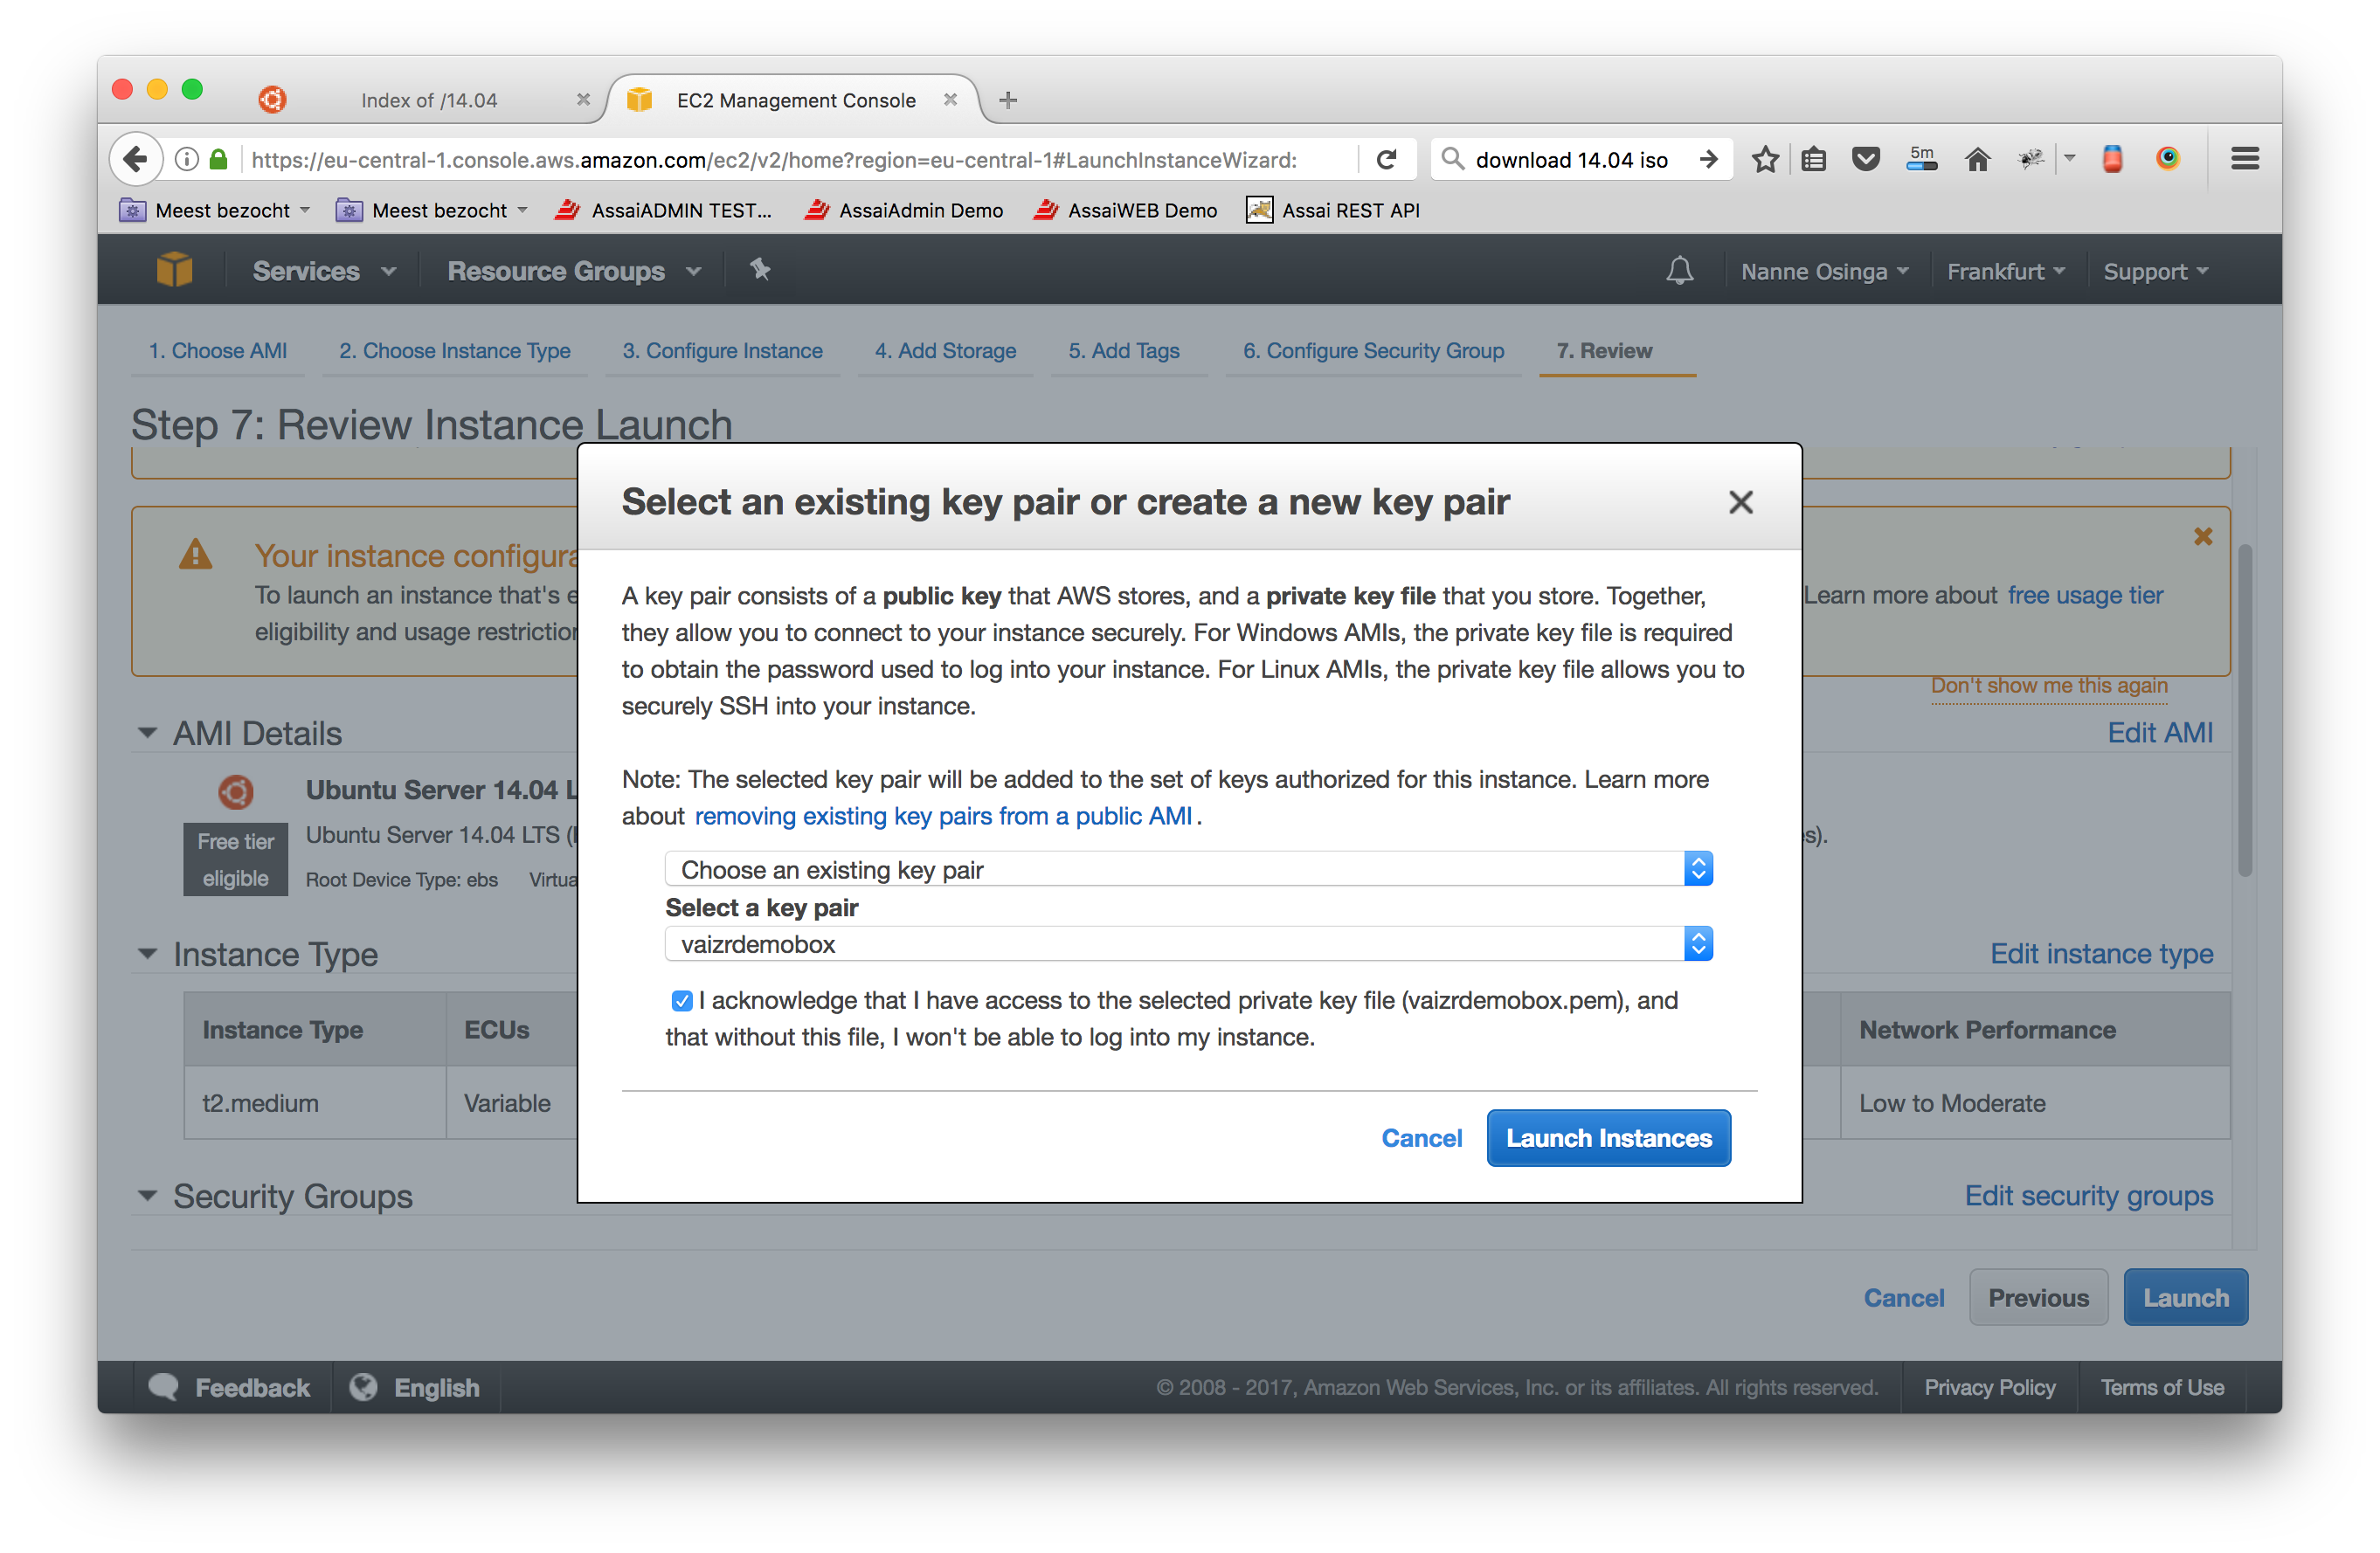 Index of /14.04
EC2 Management Console
https://eu-central-1.console.aws.amazon.com/ec2/v2/home?region=eu-central-1#LaunchInstanceWizard:
download 14.04 iso
5m
Meest bezocht
Meest bezocht
AssaiADMIN TEST...
AssaiAdmin Demo
AssaiWEB Demo
Assai REST API
Services
Resource Groups
Nanne Osinga
Frankfurt
Support
1. Choose AMI
2. Choose Instance Type
3. Configure Instance
4. Add Storage
5. Add Tags
6. Configure Security Group
7. Review
Step 7: Review Instance Launch
Select an existing key pair or create a new key pair
A key pair consists of a public key that AWS stores, and a private key file that you store. Together,
they allow you to connect to your instance securely. For Windows AMIs, the private key file is required
to obtain the password used to log into your instance. For Linux AMIs, the private key file allows you to
securely SSH into your instance.
Note: The selected key pair will be added to the set of keys authorized for this instance. Learn more
about removing existing key pairs from a public AMI.
Choose an existing key pair
Select a key pair
vaizrdemobox
I acknowledge that I have access to the selected private key file (vaizrdemobox.pem), and
that without this file, I won't be able to log into my instance.
Cancel
Launch Instances
Your instance
To launch an instance that's
eligibility and usage
Learn more about free usage tier
Don't show me this again
AMI Details
Edit AMI
Ubuntu Server 14.04
Free tier
eligible
Ubuntu Server 14.04 LTS
Root Device Type: ebs
Instance Type
Edit instance type
Instance Type
ECUs
Network Performance
t2.medium
Variable
Low to Moderate
Security Groups
Edit security groups
Cancel
Previous
Launch
Feedback
English
© 2008 - 2017, Amazon Web Services, Inc. or its affiliates. All rights reserved.
Privacy Policy
Terms of Use